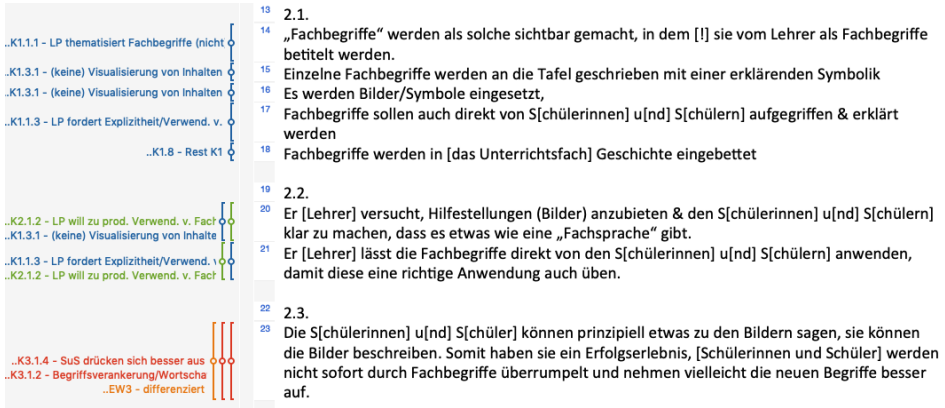 13 2.1.
..K1.1.1 - LP thematisiert Fachbegriffe (nicht 14 „Fachbegriffe“ werden als solche sichtbar gemacht, in dem [!] sie vom Lehrer als Fachbegriffe
betitelt werden.
..K1.3.1 - (keine) Visualisierung von Inhalten 15 Einzelne Fachbegriffe werden an die Tafel geschrieben mit einer erklärenden Symbolik
..K1.3.1 - (keine) Visualisierung von Inhalten 16 Es werden Bilder/Symbole eingesetzt,
..K1.1.3 - LP fordert Explizitheit/Verwend. v. 17 Fachbegriffe sollen auch direkt von S[chülerinnen] u[nd] S[chülern] aufgegriffen & erklärt
werden
..K1.8 - Rest K1 18 Fachbegriffe werden in [das Unterrichtsfach] Geschichte eingebettet
19 2.2.
..K2.1.2 - LP will zu prod. Verwend. v. Fach 20 Er [Lehrer] versucht, Hilfestellungen (Bilder) anzubieten & den S[chülerinnen] u[nd] S[chülern]
..K1.3.1 - (keine) Visualisierung von Inhalte klar zu machen, dass es etwas wie eine „Fachsprache“ gibt.
..K1.1.3 - LP fordert Explizitheit/Verwend. 21 Er [Lehrer] lässt die Fachbegriffe direkt von den S[chülerinnen] u[nd] S[chülern] anwenden,
..K2.1.2 - LP will zu prod. Verwend. v. Fach damit diese eine richtige Anwendung auch üben.
22 2.3.
23 Die S[chülerinnen] u[nd] S[chüler] können prinzipiell etwas zu den Bildern sagen, sie können
..K3.1.4 - SuS drücken sich besser aus die Bilder beschreiben. Somit haben sie ein Erfolgserlebnis, [Schülerinnen und Schüler] werden
..K3.1.2 - Begriffsverankerung/Wortscha nicht sofort durch Fachbegriffe überrumpelt und nehmen vielleicht die neuen Begriffe besser
..EW3 - differenziert auf.